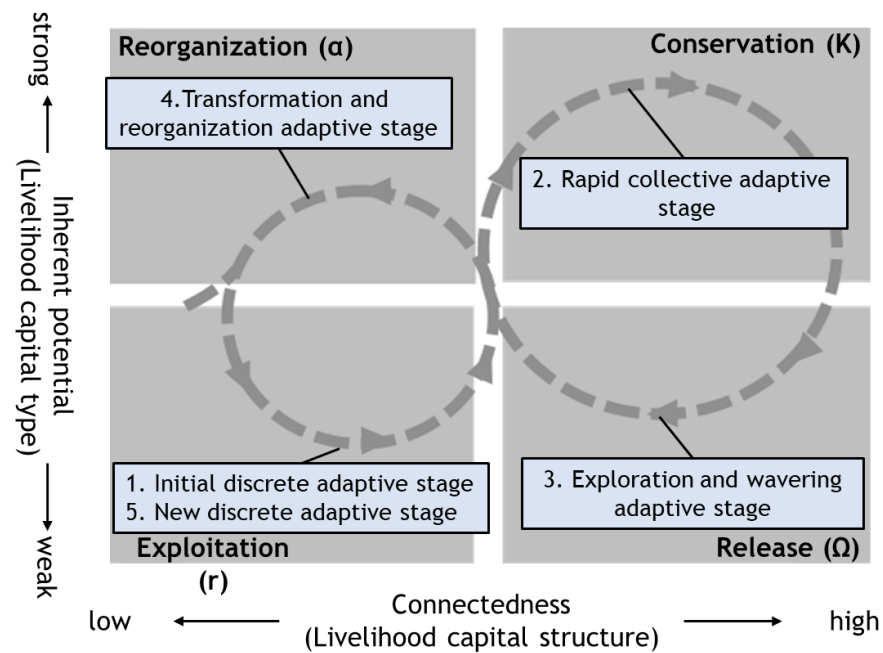 strong
Inherent potential
(Livelihood capital type)
weak
Reorganization (α)
4.Transformation and
reorganization adaptive stage
Conservation (K)
2. Rapid collective adaptive
stage
1. Initial discrete adaptive stage
5. New discrete adaptive stage
Exploitation
(r)
3. Exploration and wavering
adaptive stage
Release (Ω)
low
Connectedness
(Livelihood capital structure)
high